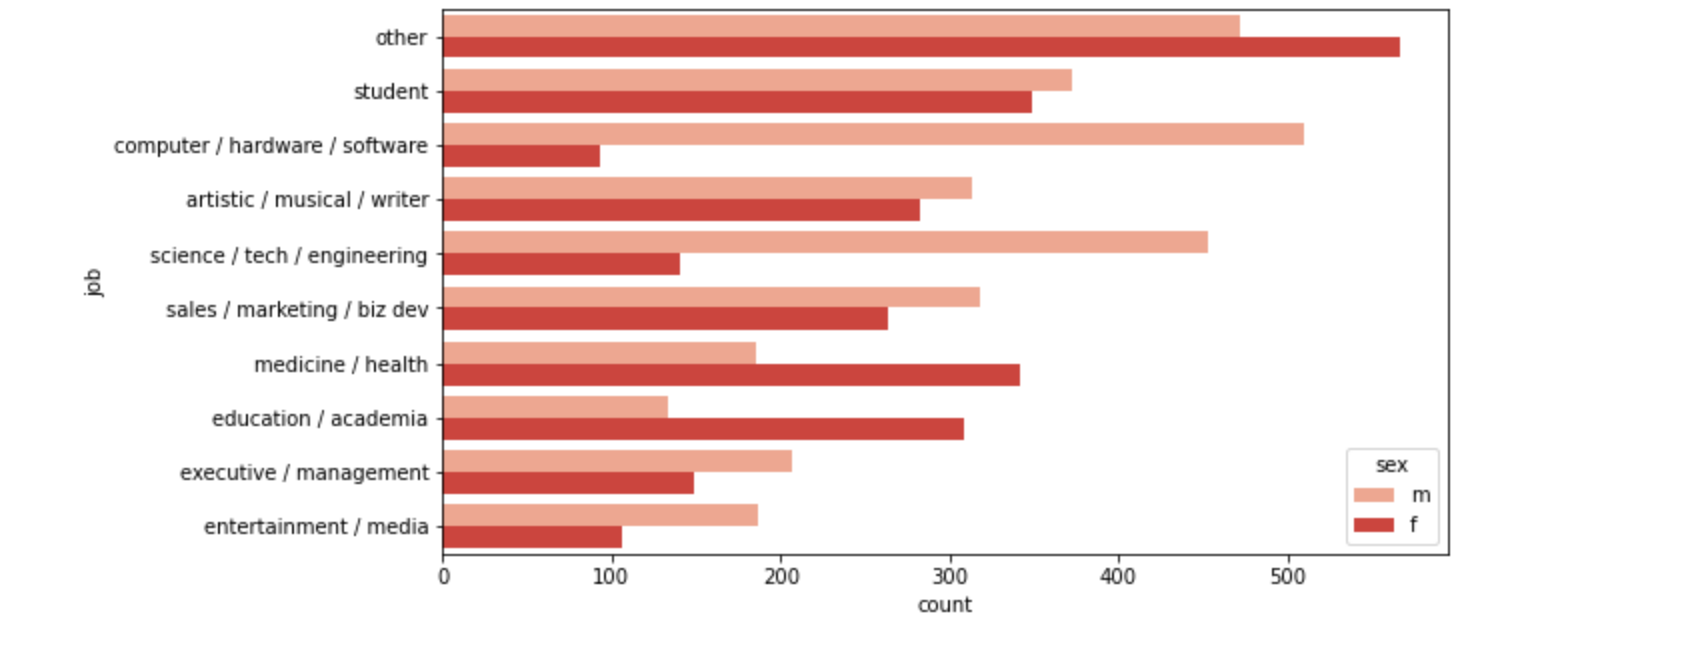 other
student
computer / hardware / software
artistic / musical / writer
science / tech / engineering
sales / marketing / biz dev
medicine / health
education / academia
executive / management
entertainment / media
job
sex
m
f
0 100 200 300 400 500
count